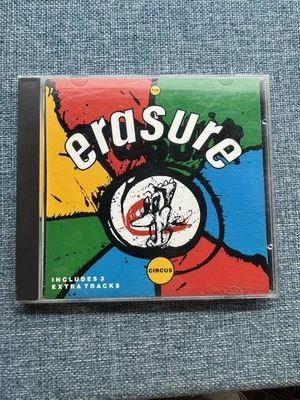 THE
erasure
CIRCUS
INCLUDES 3
EXTRA TRACKS